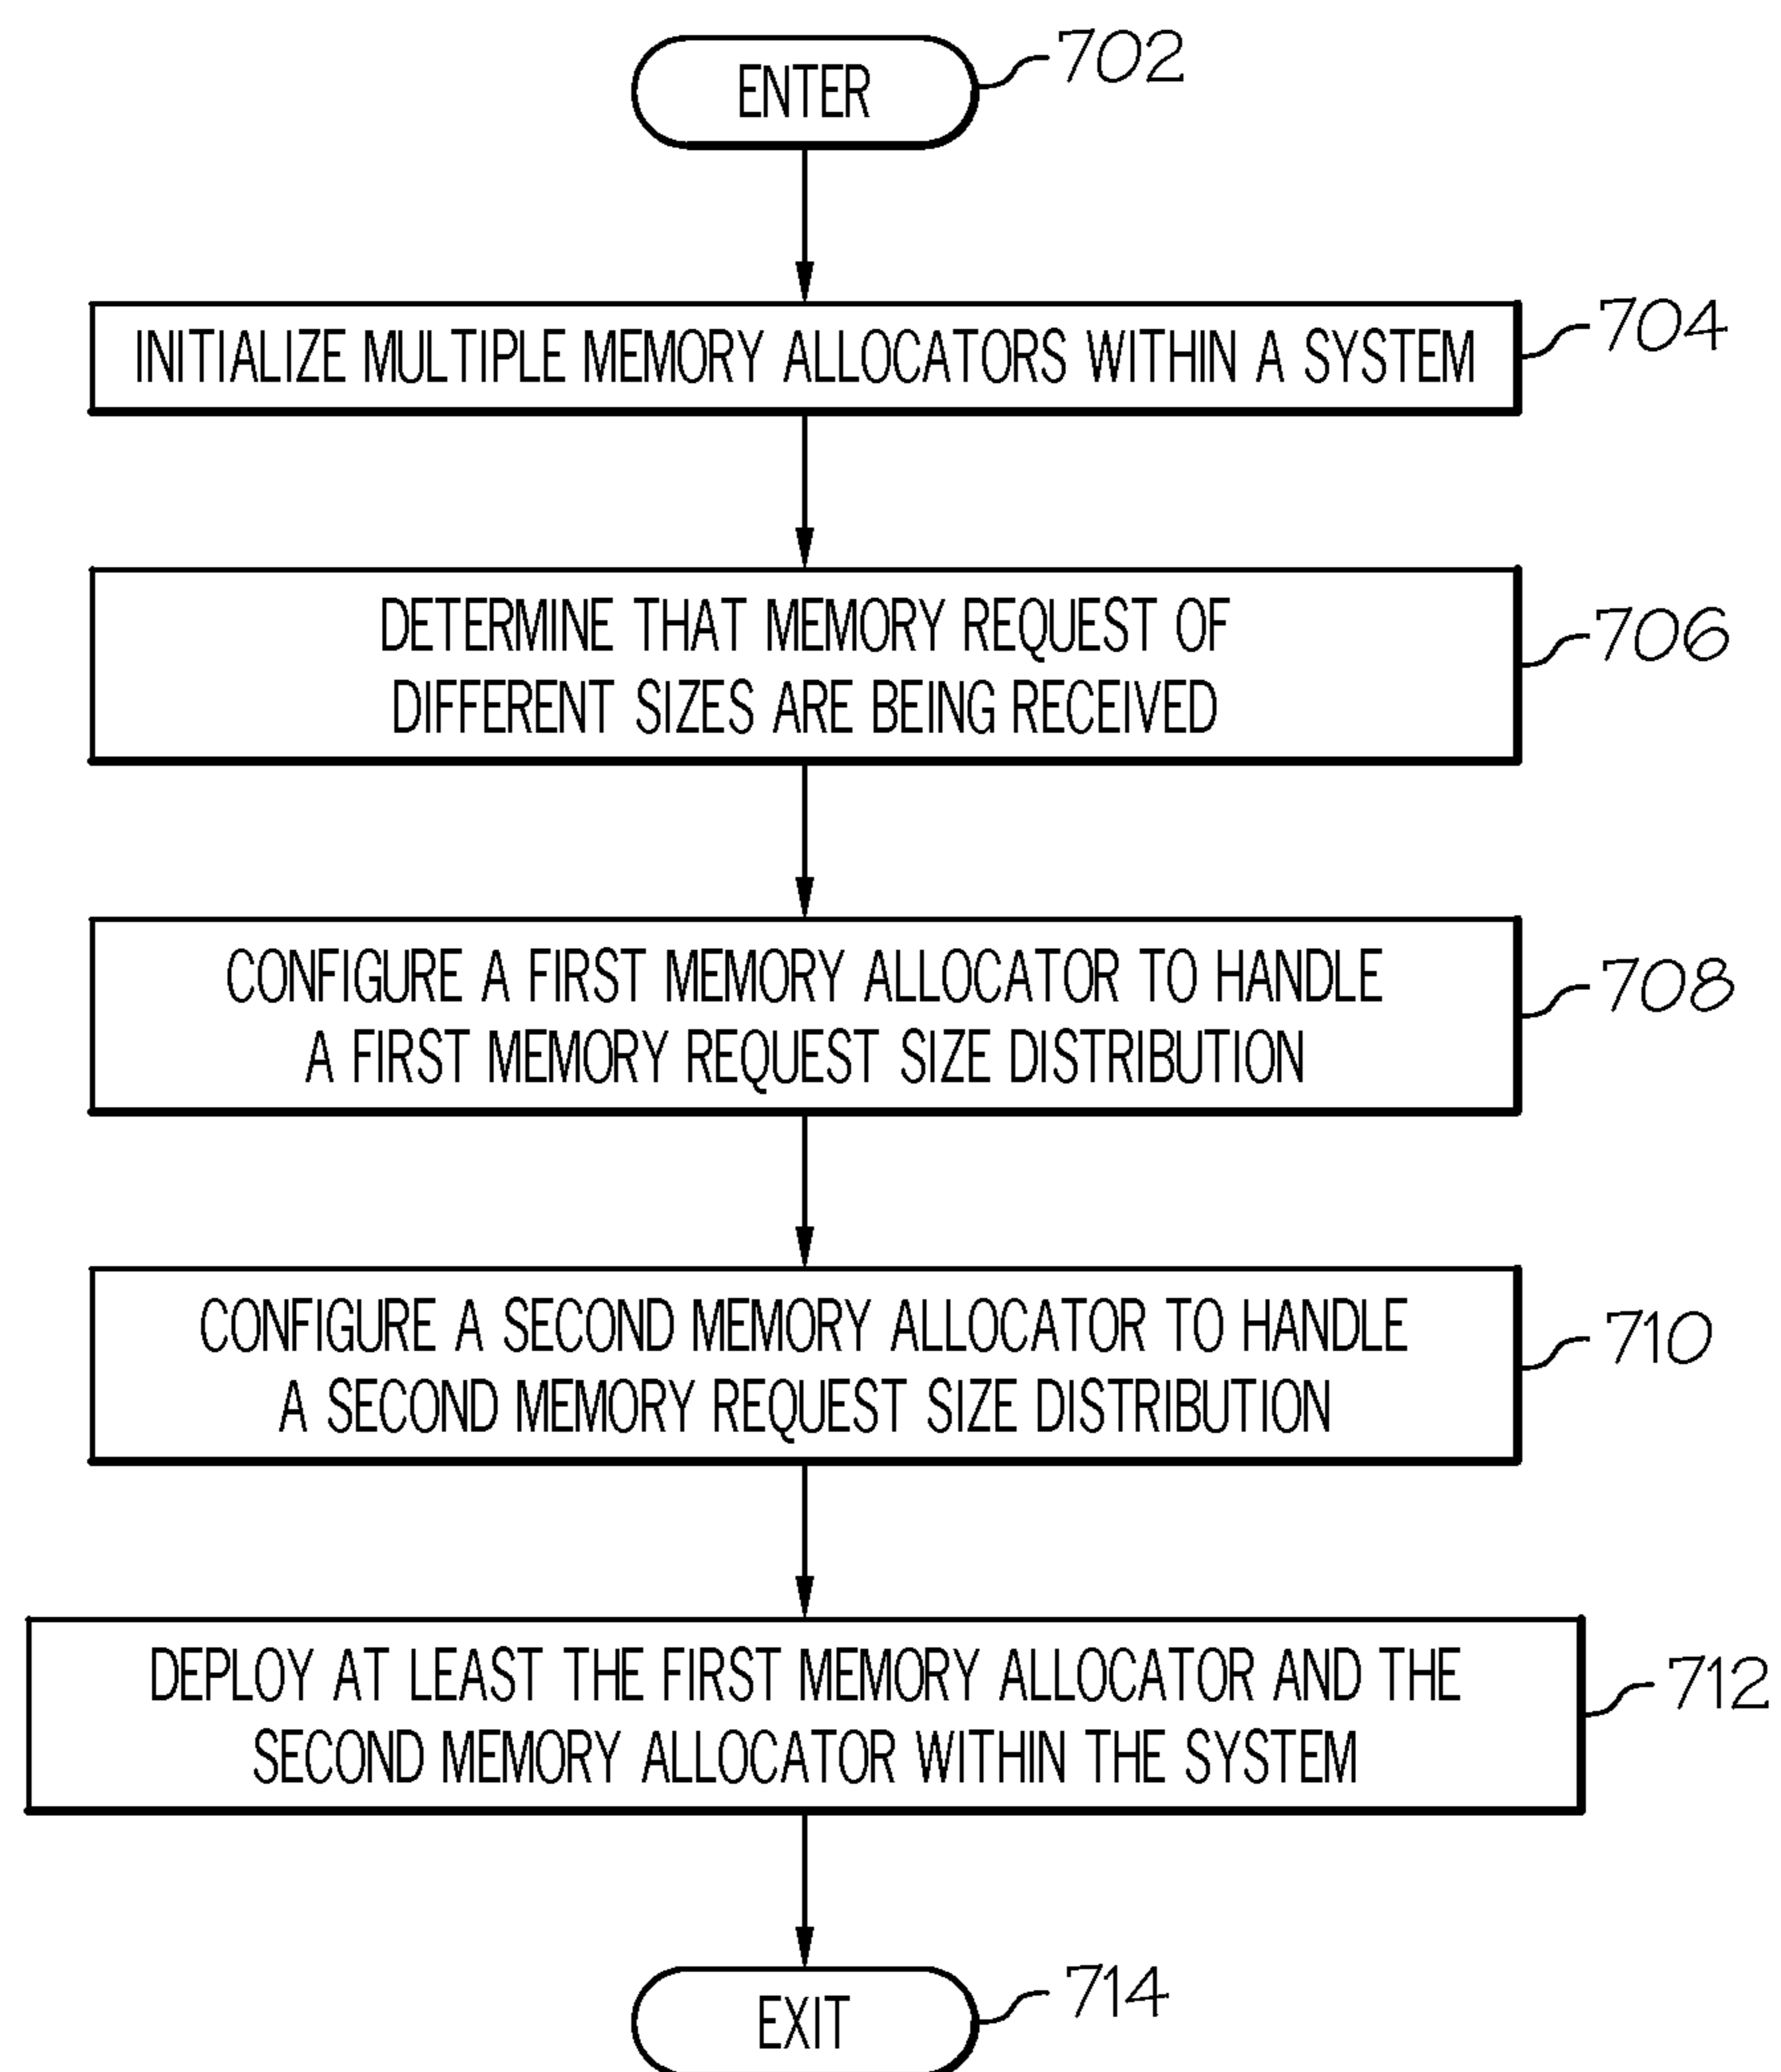 ENTER
702
INITIALIZE MULTIPLE MEMORY ALLOCATORS WITHIN A SYSTEM
704
DETERMINE THAT MEMORY REQUEST OF
DIFFERENT SIZES ARE BEING RECEIVED
706
CONFIGURE A FIRST MEMORY ALLOCATOR TO HANDLE
A FIRST MEMORY REQUEST SIZE DISTRIBUTION
708
CONFIGURE A SECOND MEMORY ALLOCATOR TO HANDLE
A SECOND MEMORY REQUEST SIZE DISTRIBUTION
710
DEPLOY AT LEAST THE FIRST MEMORY ALLOCATOR AND THE
SECOND MEMORY ALLOCATOR WITHIN THE SYSTEM
712
EXIT
714